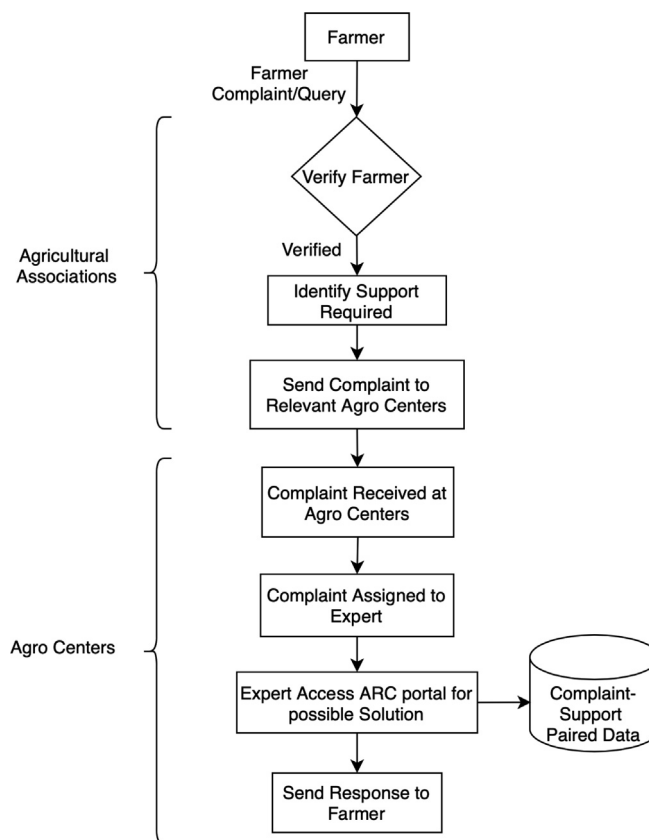 Farmer
Farmer
Complaint/Query
Verify Farmer
Agricultural
Associations
Verified
Identify Support
Required
Send Complaint to
Relevant Agro Centers
Complaint Received at
Agro Centers
Complaint Assigned to
Expert
Agro Centers
Expert Access ARC portal for
possible Solution
Complaint-
Support
Paired Data
Send Response to
Farmer